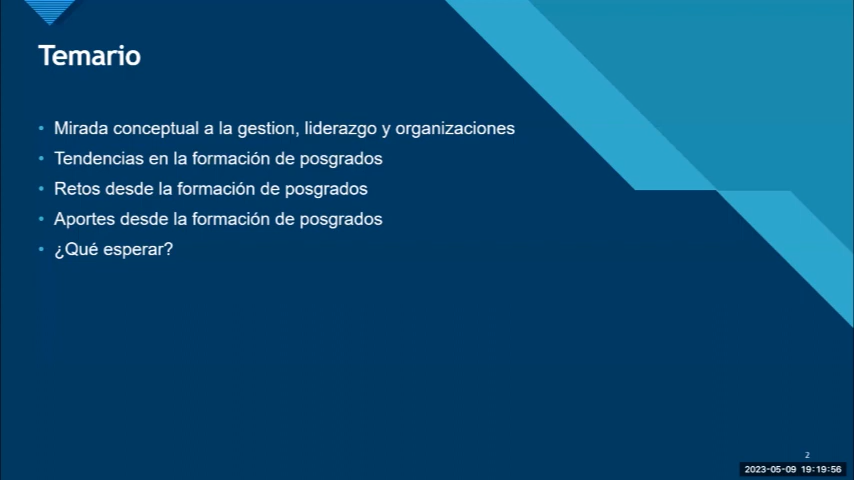 Temario
• Mirada conceptual a la gestion, liderazgo y organizaciones
• Tendencias en la formación de posgrados
• Retos desde la formación de posgrados
• Aportes desde la formación de posgrados
• ¿Qué esperar?
2
2023-05-09 19:19:56